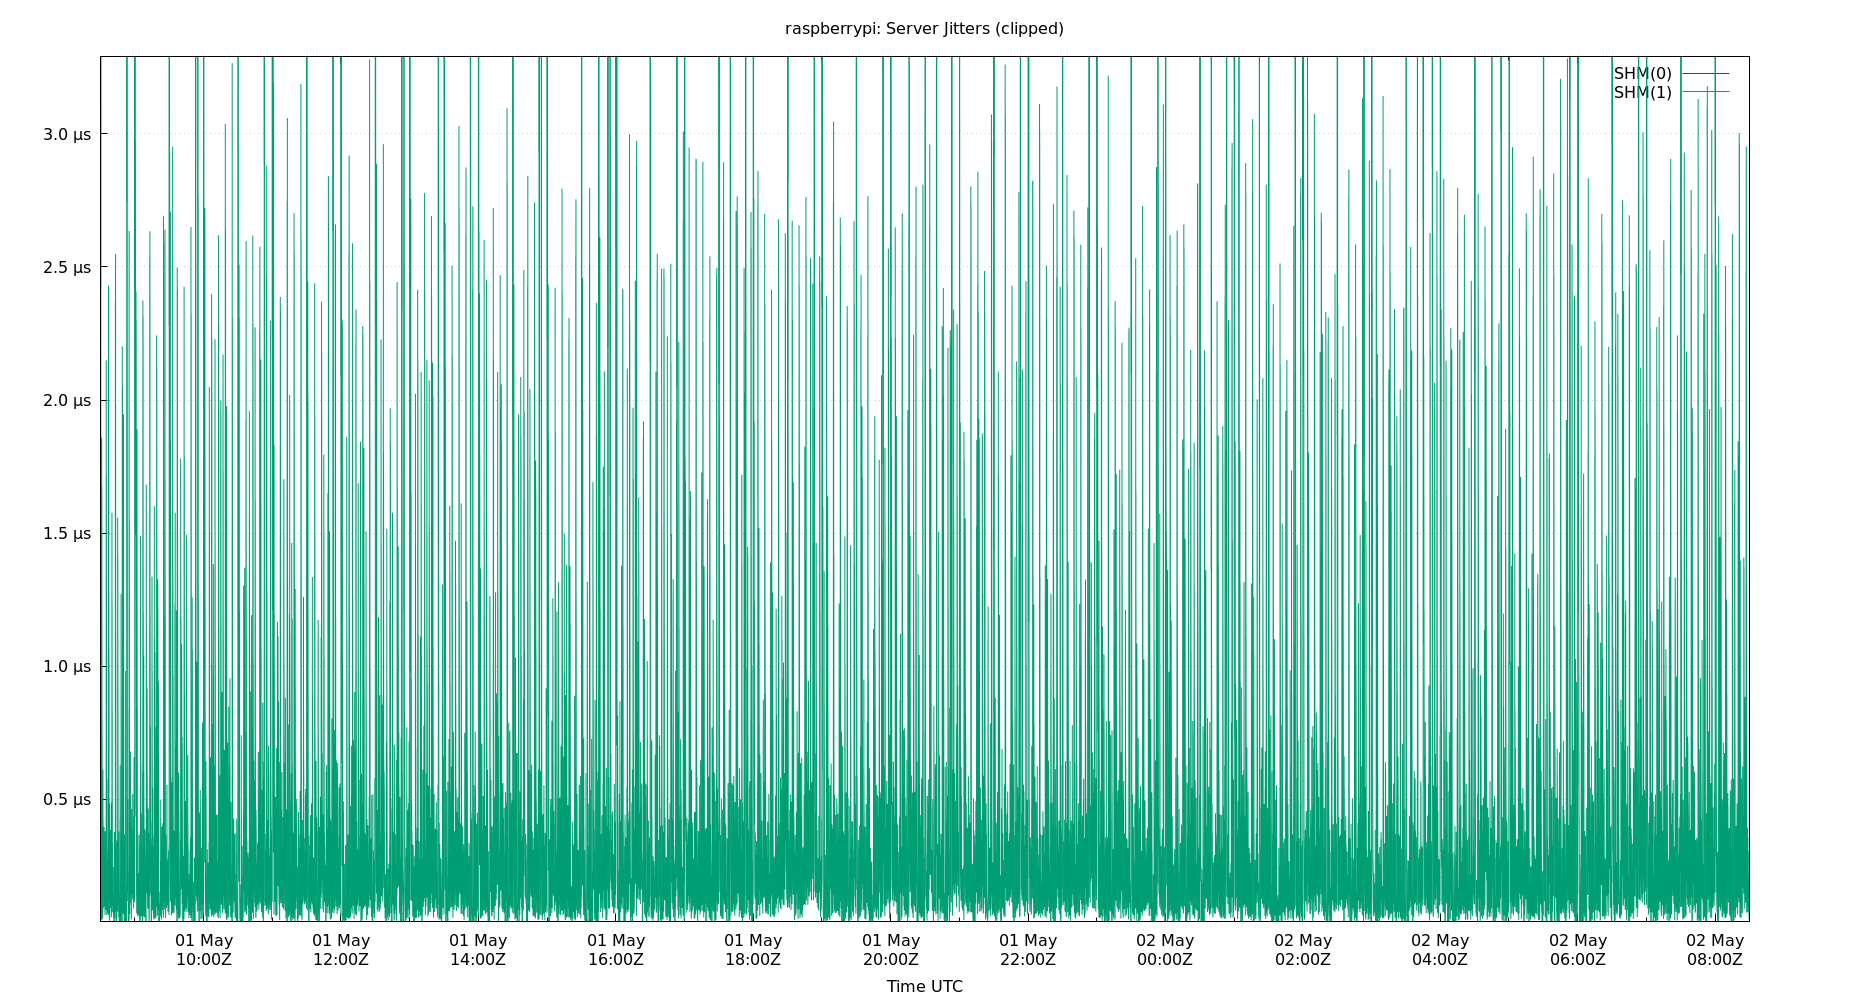 raspberrypi: Server Jitters (clipped)
SHM(0)
SHM(1)
3.0 µs
2.5 µs
2.0 µs
1.5 µs
1.0 µs
0.5 µs
01 May 01 May 01 May 01 May 01 May 01 May 01 May 02 May 02 May 02 May 02 May 02 May
10:00Z 12:00Z 14:00Z 16:00Z 18:00Z 20:00Z 22:00Z 00:00Z 02:00Z 04:00Z 06:00Z 08:00Z
Time UTC